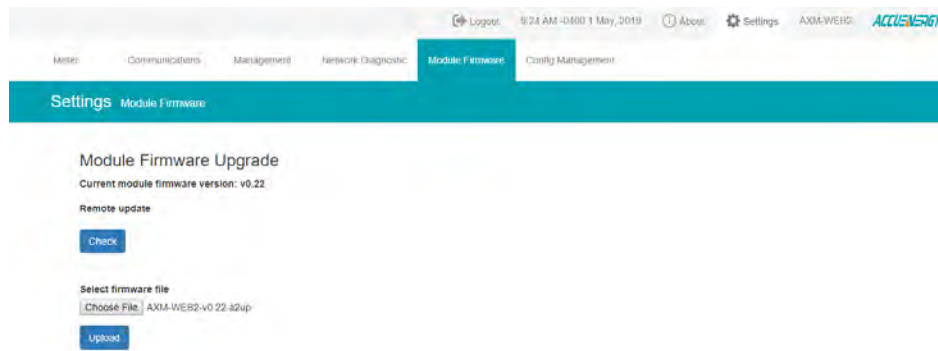 Logout 9:24 AM -0400 1 May, 2019 About Settings AXM-WEB2 ACCUENERGY
Meter Communications Management Network Diagnostic Module Firmware Config Management
Settings Module Firmware
Module Firmware Upgrade
Current module firmware version: v0.22
Remote update
Check
Select firmware file
Choose File AXM-WEB2-v0.22.a2up
Upload